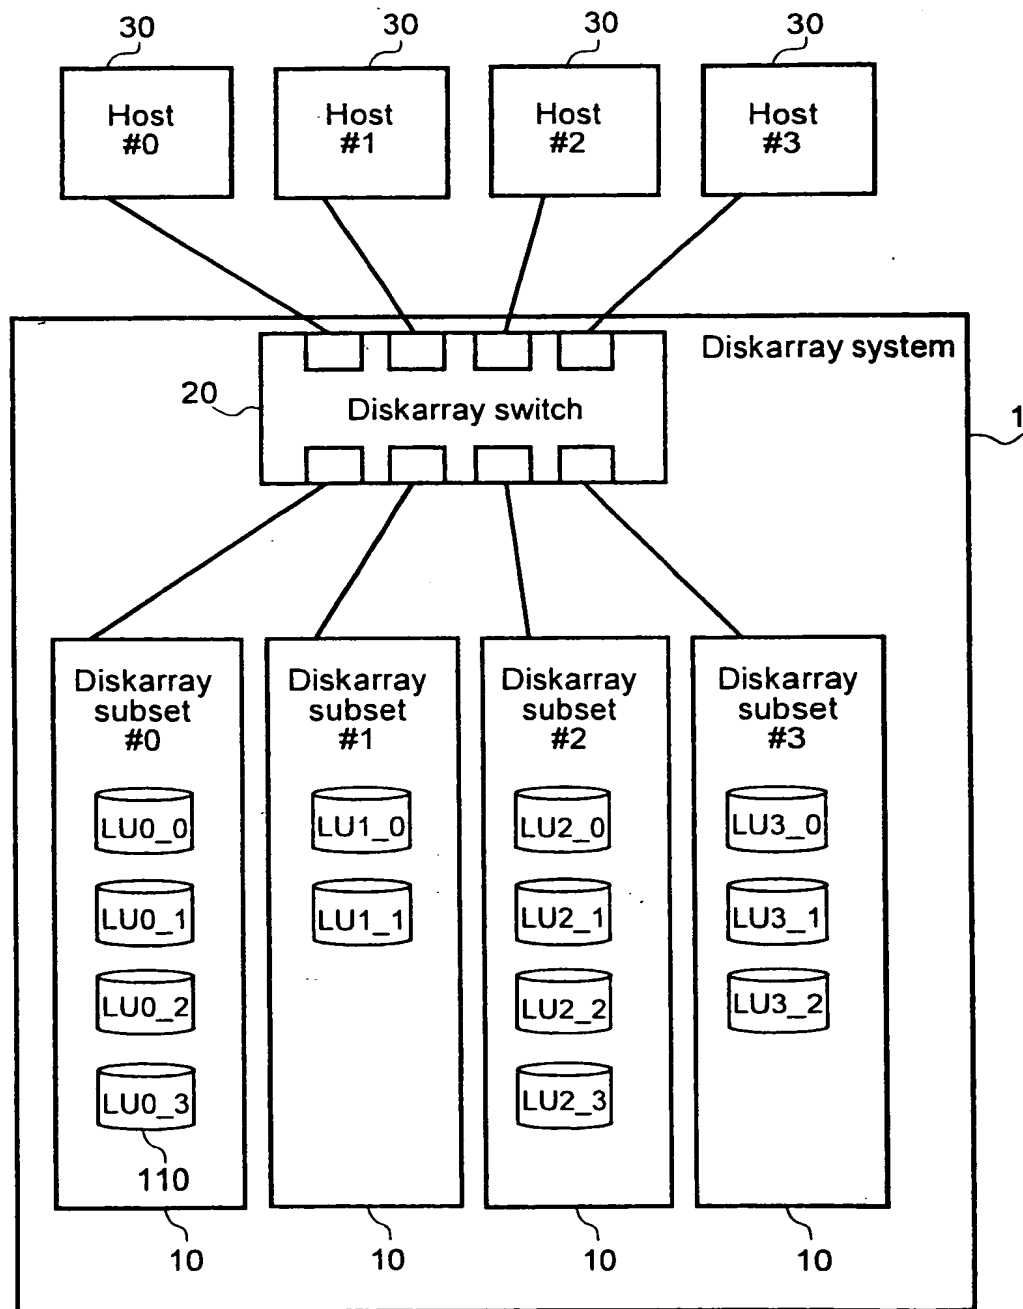 30 30 30 30
Host #0
Host #1
Host #2
Host #3
Diskarray system
20
Diskarray switch
1
Diskarray subset #0
Diskarray subset #1
Diskarray subset #2
Diskarray subset #3
LU0_0 LU1_0 LU2_0 LU3_0
LU0_1 LU1_1 LU2_1 LU3_1
LU0_2 LU2_2 LU3_2
LU0_3 LU2_3
110
10 10 10 10